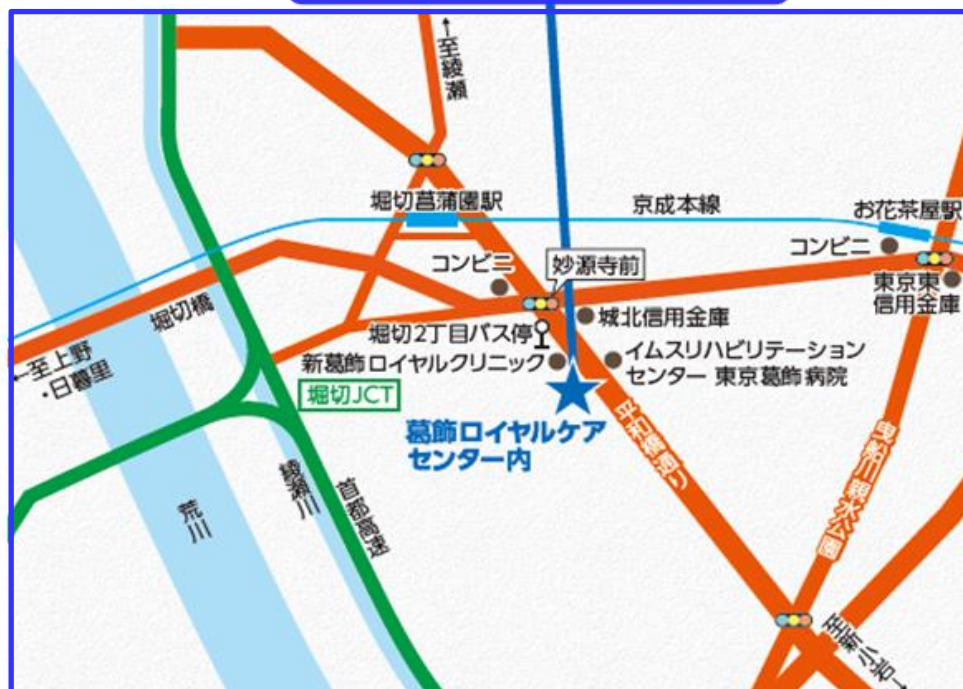 ←至綾瀬
堀切菖蒲園駅
京成本線
お花茶屋駅
コンビニ
コンビニ
妙源寺前
東京東
信用金庫
堀切橋
城北信用金庫
堀切2丁目バス停
←至上野
・日暮里
新葛飾ロイヤルクリニック
イムスリハビリテーション
センター 東京葛飾病院
堀切JCT
葛飾ロイヤルケア
センター内
平和橋通り
曳舟川親水公園
荒川
綾瀬川
首都高速
至新小岩→